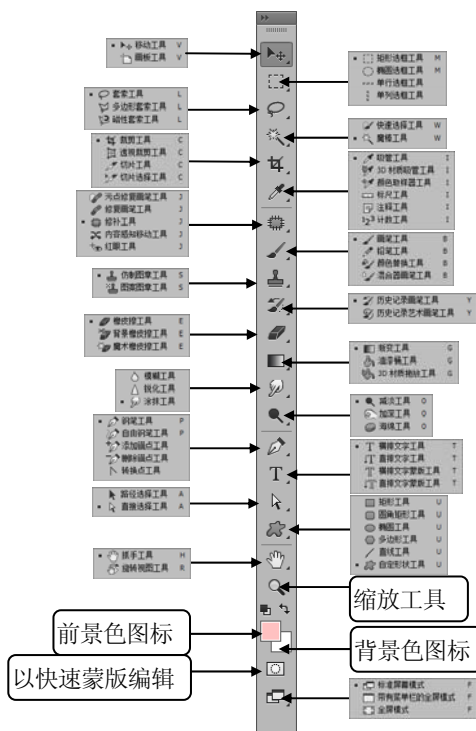 移动工具 V
画板工具 V
矩形选框工具 M
椭圆选框工具 M
单行选框工具
单列选框工具
套索工具 L
多边形套索工具 L
磁性套索工具 L
快速选择工具 W
魔棒工具 W
裁剪工具 C
透视裁剪工具 C
切片工具 C
切片选择工具 C
吸管工具 I
3D 材质吸管工具 I
颜色取样器工具 I
标尺工具 I
注释工具 I
计数工具 I
污点修复画笔工具 J
修复画笔工具 J
修补工具 J
内容感知移动工具 J
红眼工具 J
画笔工具 B
铅笔工具 B
颜色替换工具 B
混合器画笔工具 B
仿制图章工具 S
图案图章工具 S
历史记录画笔工具 Y
历史记录艺术画笔工具 Y
橡皮擦工具 E
背景橡皮擦工具 E
魔术橡皮擦工具 E
渐变工具 G
油漆桶工具 G
3D 材质拖放工具 G
模糊工具
锐化工具
涂抹工具
减淡工具 O
加深工具 O
海绵工具 O
钢笔工具 P
自由钢笔工具 P
添加锚点工具
删除锚点工具
转换点工具
横排文字工具 T
直排文字工具 T
横排文字蒙版工具 T
直排文字蒙版工具 T
路径选择工具 A
直接选择工具 A
矩形工具 U
圆角矩形工具 U
椭圆工具 U
多边形工具 U
直线工具 U
自定形状工具 U
抓手工具 H
旋转视图工具 R
缩放工具
前景色图标
背景色图标
以快速蒙版编辑
标准屏幕模式 F
带有菜单栏的全屏模式 F
全屏模式 F